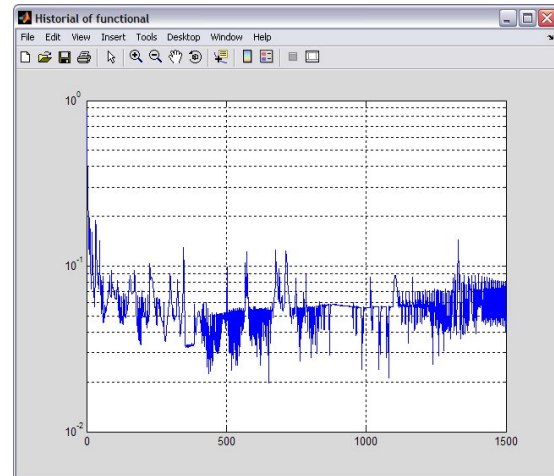 Historial of functional
File Edit View Insert Tools Desktop Window Help
10^0
10^-1
10^-2
0 500 1000 1500